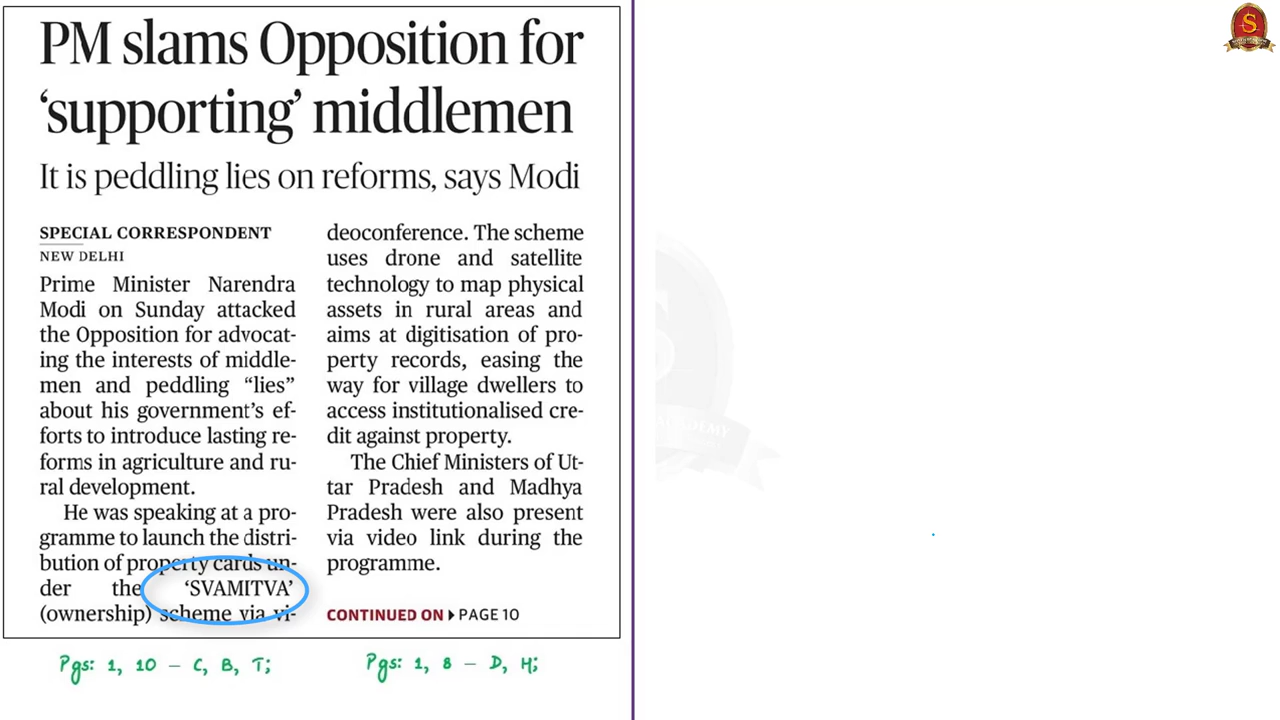 PM slams Opposition for
‘supporting’ middlemen
It is peddling lies on reforms, says Modi
SPECIAL CORRESPONDENT
NEW DELHI
Prime Minister Narendra
Modi on Sunday attacked
the Opposition for advocat-
ing the interests of middle-
men and peddling “lies”
about his government’s ef-
forts to introduce lasting re-
forms in agriculture and ru-
ral development.
He was speaking at a pro-
gramme to launch the distri-
bution of property cards un-
der the ‘SVAMITVA’
(ownership) scheme via vi-
deoconference. The scheme
uses drone and satellite
technology to map physical
assets in rural areas and
aims at digitisation of pro-
perty records, easing the
way for village dwellers to
access institutionalised cre-
dit against property.
The Chief Ministers of Ut-
tar Pradesh and Madhya
Pradesh were also present
via video link during the
programme.
CONTINUED ON PAGE 10
Pgs: 1, 10 – C, B, T;
Pgs: 1, 8 – D, H;
S